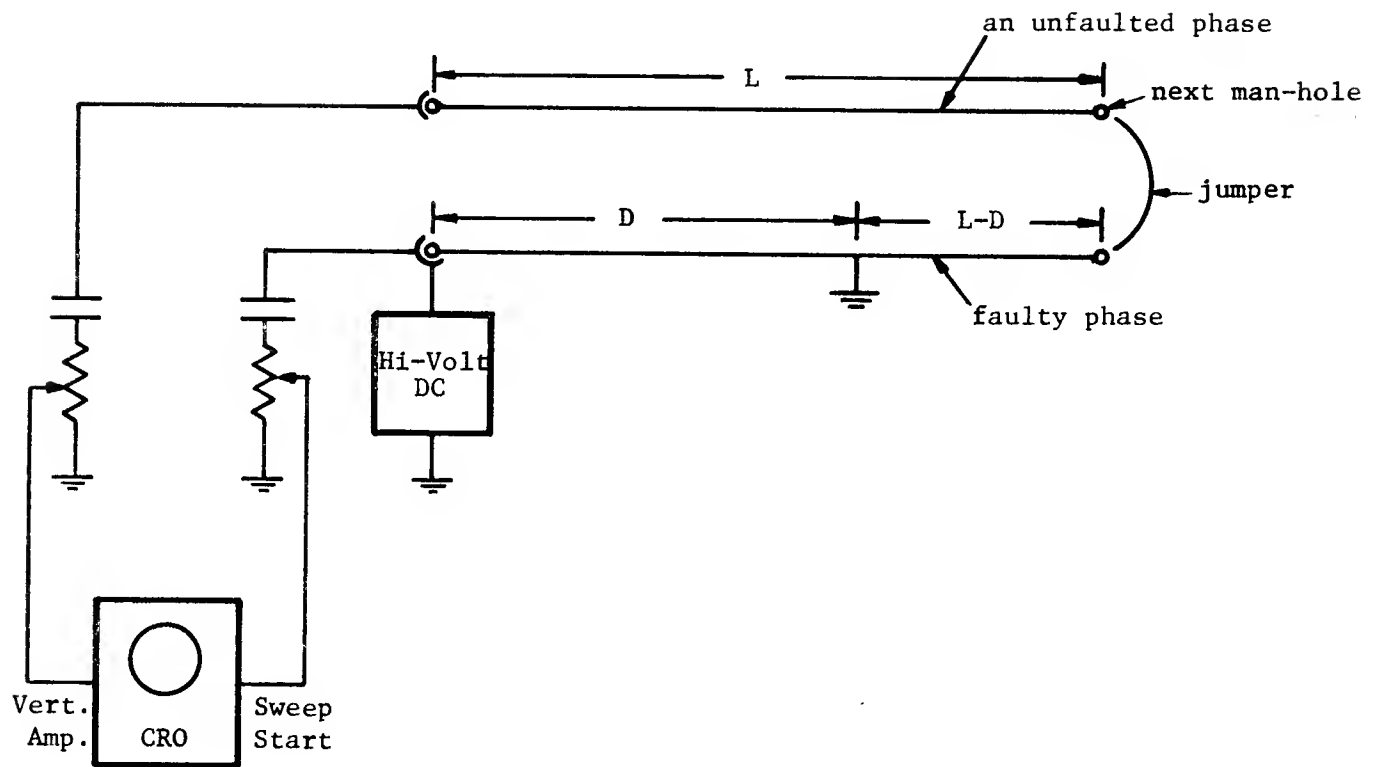 an unfaulted phase
L
next man-hole
jumper
D
L-D
faulty phase
Hi-Volt
DC
Vert.
Amp.
CRO
Sweep
Start